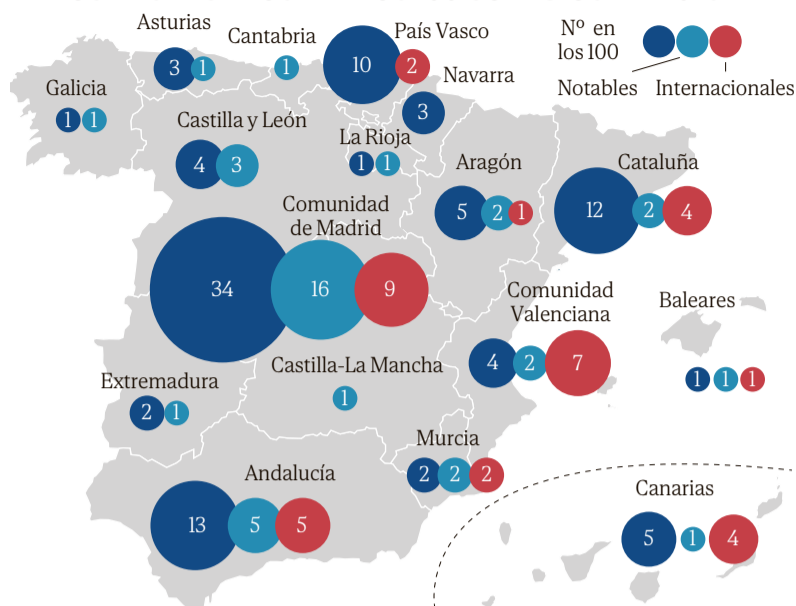 Asturias
3 1
Cantabria
1
País Vasco
10 2
Nº en
los 100
Notables Internacionales
Galicia
1 1
Navarra
3
Castilla y León
4 3
La Rioja
1 1
Aragón
5 2 1
Cataluña
12 2 4
Comunidad
de Madrid
34 16 9
Comunidad
Valenciana
4 2 7
Baleares
1 1 1
Castilla-La Mancha
1
Extremadura
2 1
Murcia
2 2 2
Andalucía
13 5 5
Canarias
5 1 4